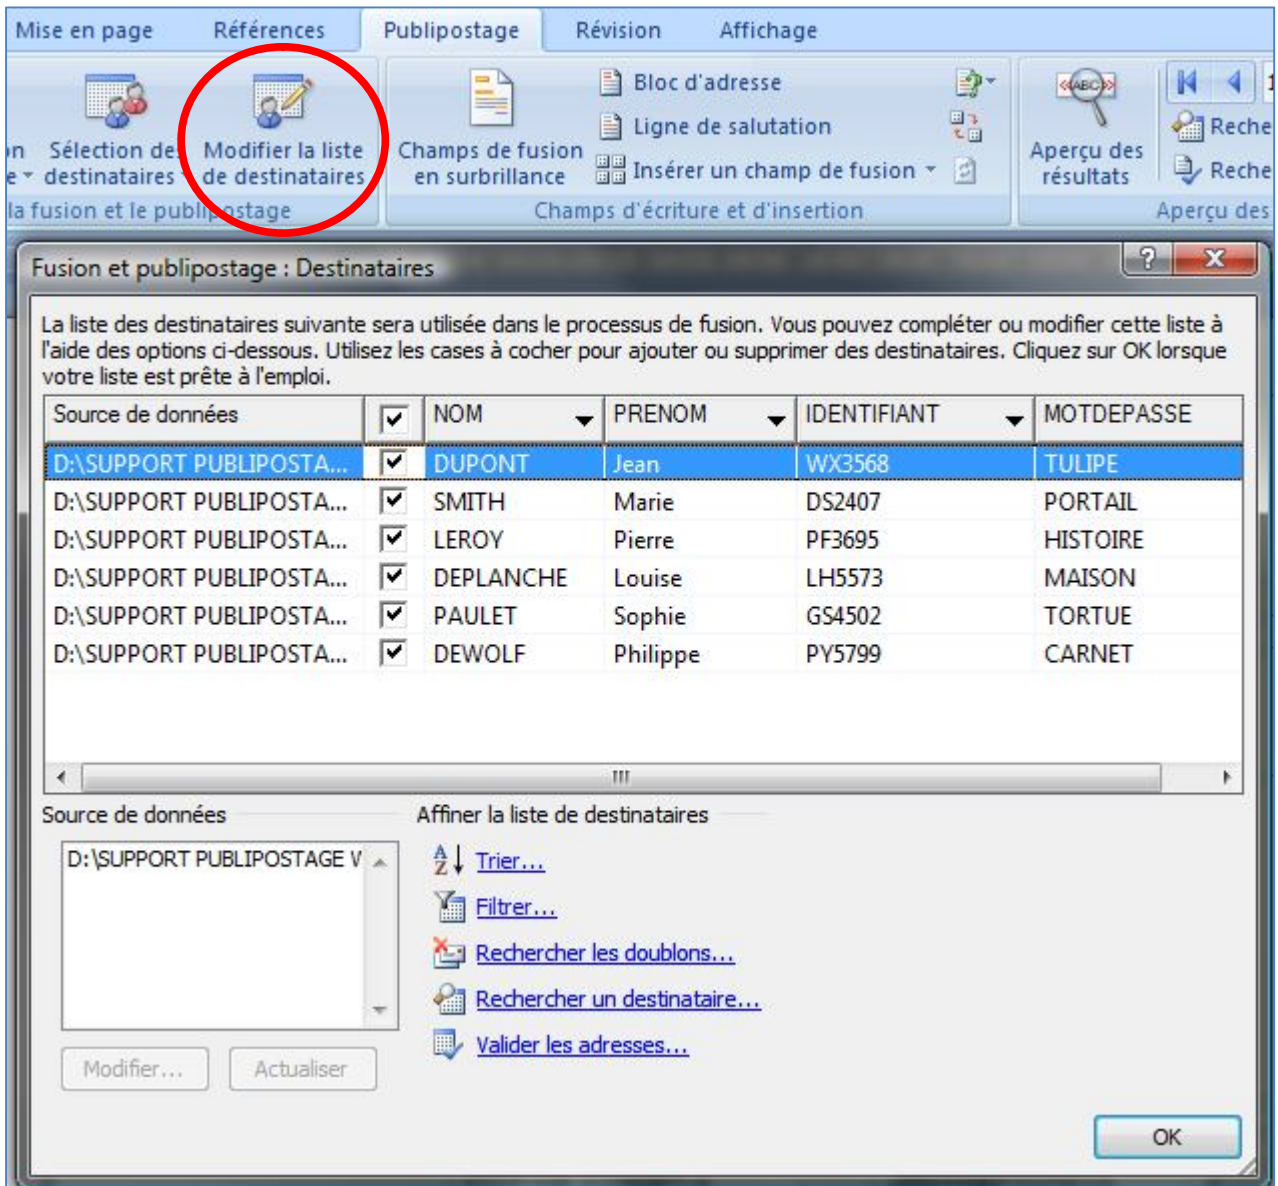 Mise en page Références Publipostage Révision Affichage
Bloc d'adresse
«ABC»
Ligne de salutation
Reche
Sélection des Modifier la liste Champs de fusion Aperçu des
destinataires de destinataires en surbrillance Insérer un champ de fusion résultats Reche
la fusion et le publipostage Champs d'écriture et d'insertion Aperçu des
Fusion et publipostage : Destinataires
La liste des destinataires suivante sera utilisée dans le processus de fusion. Vous pouvez compléter ou modifier cette liste à
l'aide des options ci-dessous. Utilisez les cases à cocher pour ajouter ou supprimer des destinataires. Cliquez sur OK lorsque
votre liste est prête à l'emploi.
Source de données NOM PRENOM IDENTIFIANT MOTDEPASSE
D:\SUPPORT PUBLIPOSTA... DUPONT Jean WX3568 TULIPE
D:\SUPPORT PUBLIPOSTA... SMITH Marie DS2407 PORTAIL
D:\SUPPORT PUBLIPOSTA... LEROY Pierre PF3695 HISTOIRE
D:\SUPPORT PUBLIPOSTA... DEPLANCHE Louise LH5573 MAISON
D:\SUPPORT PUBLIPOSTA... PAULET Sophie GS4502 TORTUE
D:\SUPPORT PUBLIPOSTA... DEWOLF Philippe PY5799 CARNET
Source de données Affiner la liste de destinataires
D:\SUPPORT PUBLIPOSTAGE W
Trier...
Filtrer...
Rechercher les doublons...
Rechercher un destinataire...
Valider les adresses...
Modifier... Actualiser
OK